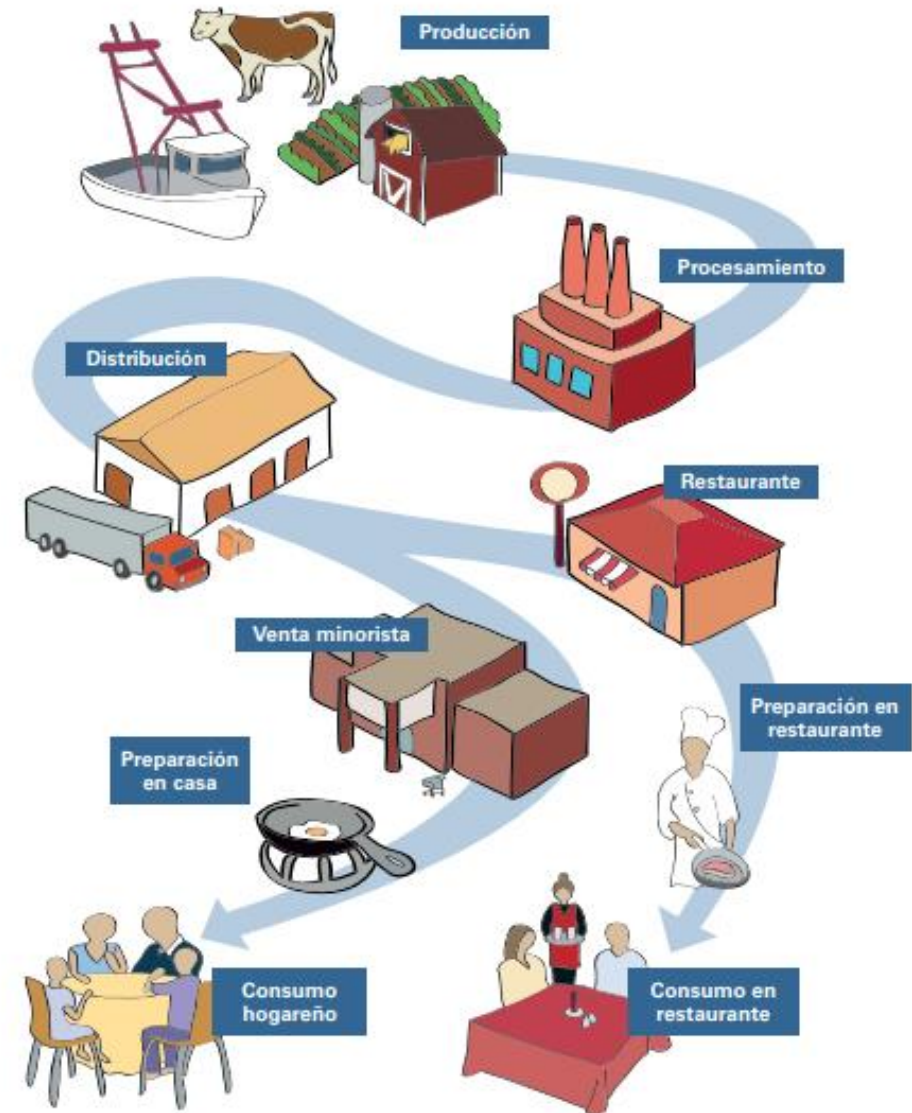 Producción
Procesamiento
Distribución
Restaurante
Venta minorista
Preparación en
restaurante
Preparación
en casa
Consumo
hogareño
Consumo en
restaurante